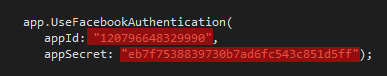 app.UseFacebookAuthentication(
appId: "120796648329990",
appSecret: "eb7f7538839730b7ad6fc543c851d5ff");